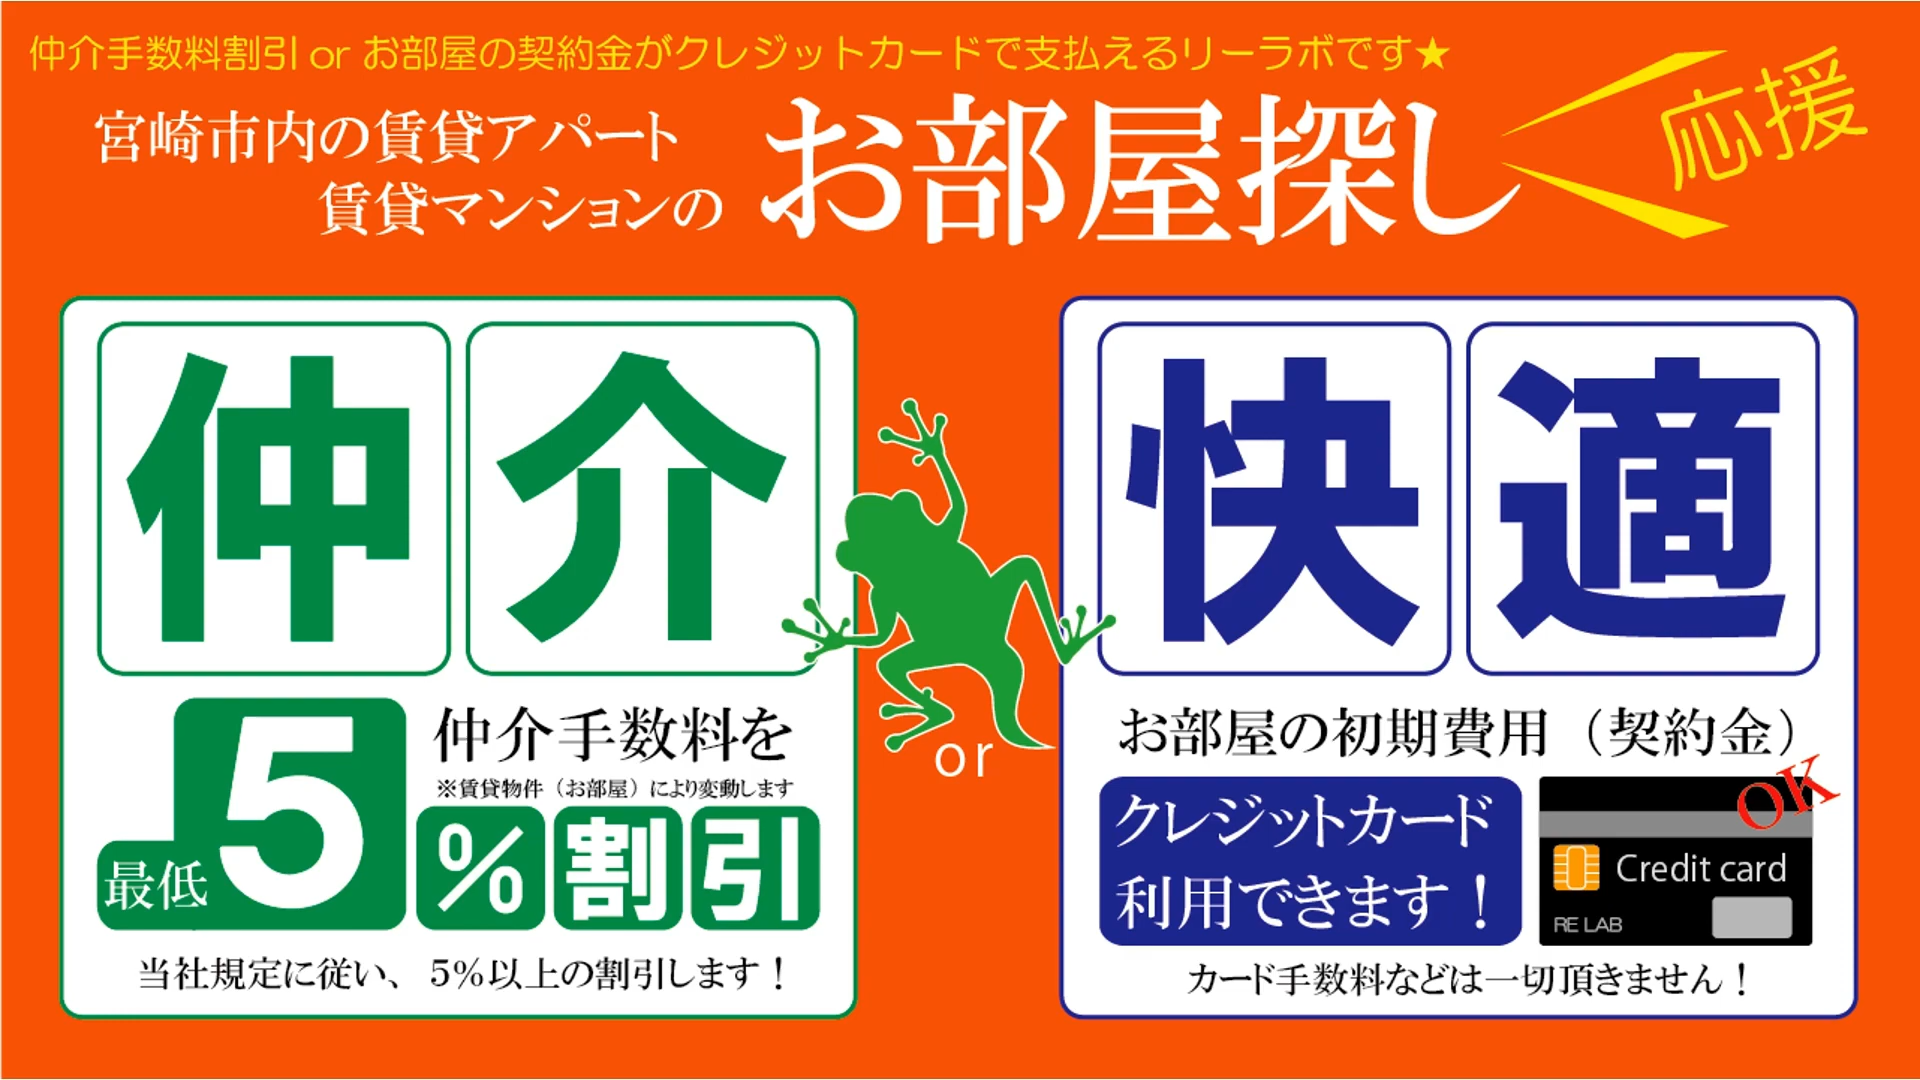 仲介手数料割引 or お部屋の契約金がクレジットカードで支払えるリーラボです★
宮崎市内の賃貸アパート
賃貸マンションの
お部屋探し
応援
仲介
仲介手数料を
※賃貸物件（お部屋）により変動します
最低5%割引
当社規定に従い、5%以上の割引します！
or
快適
お部屋の初期費用（契約金）
クレジットカード
利用できます！
OK
Credit card
RE LAB
カード手数料などは一切頂きません！